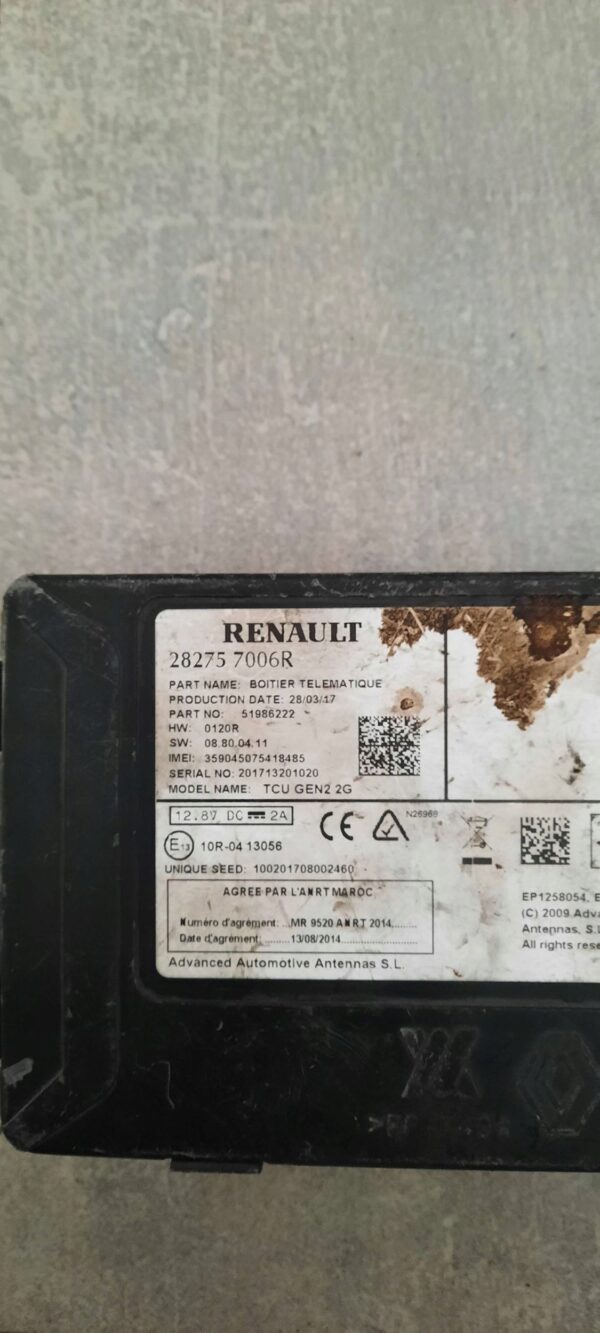 RENAULT
28275 7006R
PART NAME: BOITIER TELEMATIQUE
PRODUCTION DATE: 28/03/17
PART NO: 51986222
HW: 0120R
SW: 08.80.04.11
IMEI: 359045075418485
SERIAL NO: 201713201020
MODEL NAME: TCU GEN2 2G
12.8V DC 2A
CE
N26968
E13 10R-04 13056
UNIQUE SEED: 100201708002460
AGREE PAR L'ANRT MAROC
Numéro d'agrément: ...MR 9520 ANRT 2014........
Date d'agrément: .........13/08/2014........................
Advanced Automotive Antennas S.L.
EP1258054, E
(C) 2009 Adva
Antennas, S.L
All rights rese